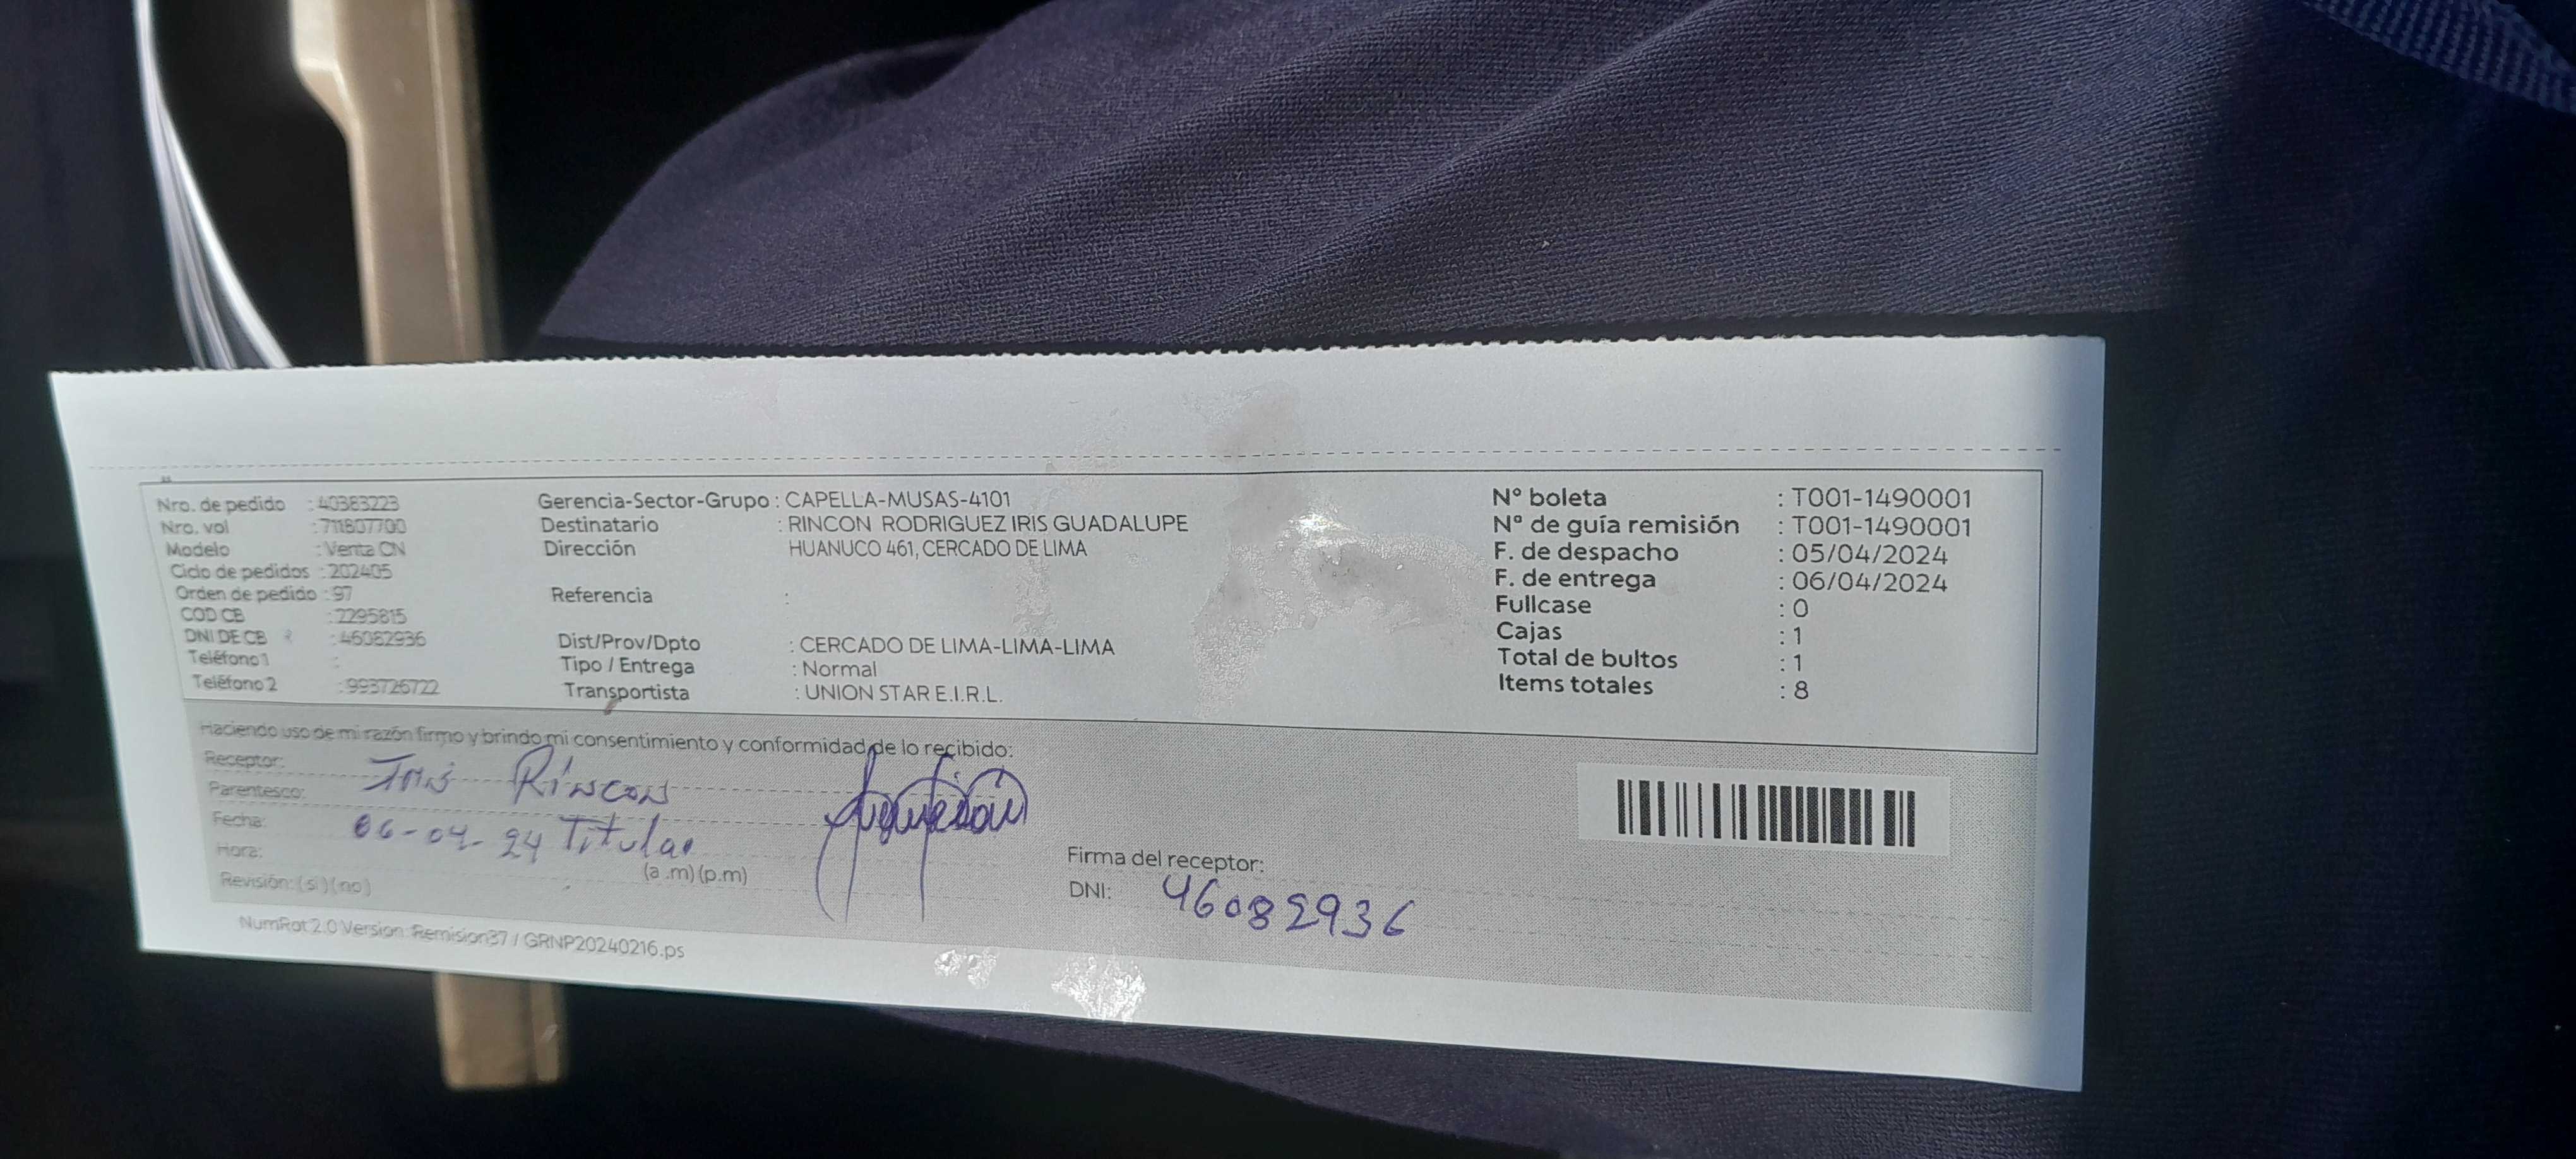 Nro. de pedido : 40383223
Nro. vol : 711807700
Modelo : Venta CN
Ciclo de pedidos : 202405
Orden de pedido : 97
COD CB : 2295815
DNI DE CB : 46082936
Teléfono 1 :
Teléfono 2 : 993726722
Gerencia-Sector-Grupo : CAPELLA-MUSAS-4101
Destinatario : RINCON RODRIGUEZ IRIS GUADALUPE
Dirección HUANUCO 461, CERCADO DE LIMA
Referencia :
Dist/Prov/Dpto : CERCADO DE LIMA-LIMA-LIMA
Tipo / Entrega : Normal
Transportista : UNION STAR E.I.R.L.
N° boleta : T001-1490001
N° de guía remisión : T001-1490001
F. de despacho : 05/04/2024
F. de entrega : 06/04/2024
Fullcase : 0
Cajas : 1
Total de bultos : 1
Items totales : 8
Haciendo uso de mi razón firmo y brindo mi consentimiento y conformidad de lo recibido:
Receptor: Iris Rincon
Parentesco:
Fecha: 06-04-24 Titular
Hora: (a .m) (p.m)
Revisión: (si) (no)
Firma del receptor:
DNI: 46082936
NumRot 2.0 Version: Remision37 / GRNP20240216.ps